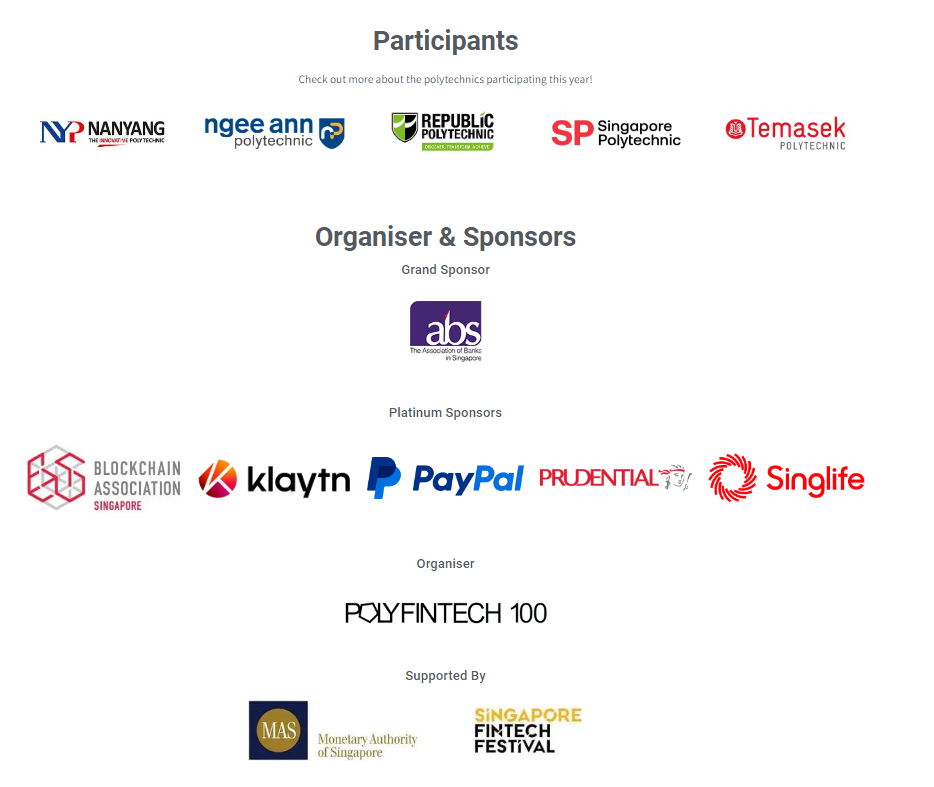 Participants
Check out more about the polytechnics participating this year!
NYP NANYANG
THE INNOVATIVE POLYTECHNIC
ngee ann
polytechnic
REPUBLIC
POLYTECHNIC
DISCOVER. TRANSFORM. ACHIEVE
SP Singapore
Polytechnic
Temasek
POLYTECHNIC
Organiser & Sponsors
Grand Sponsor
abs
The Association of Banks
in Singapore
Platinum Sponsors
BLOCKCHAIN
ASSOCIATION
SINGAPORE
klaytn
PayPal
PRUDENTIAL
Singlife
Organiser
POLYFINTECH 100
Supported By
MAS
Monetary Authority
of Singapore
SiNGAPORE
FiNTECH
FESTiVAL